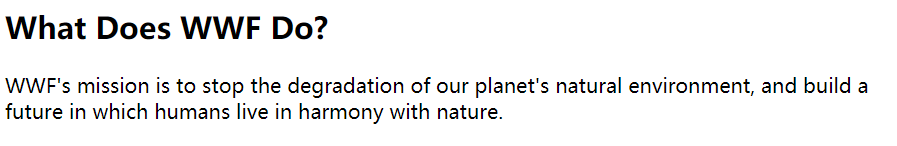 What Does WWF Do?
WWF's mission is to stop the degradation of our planet's natural environment, and build a
future in which humans live in harmony with nature.